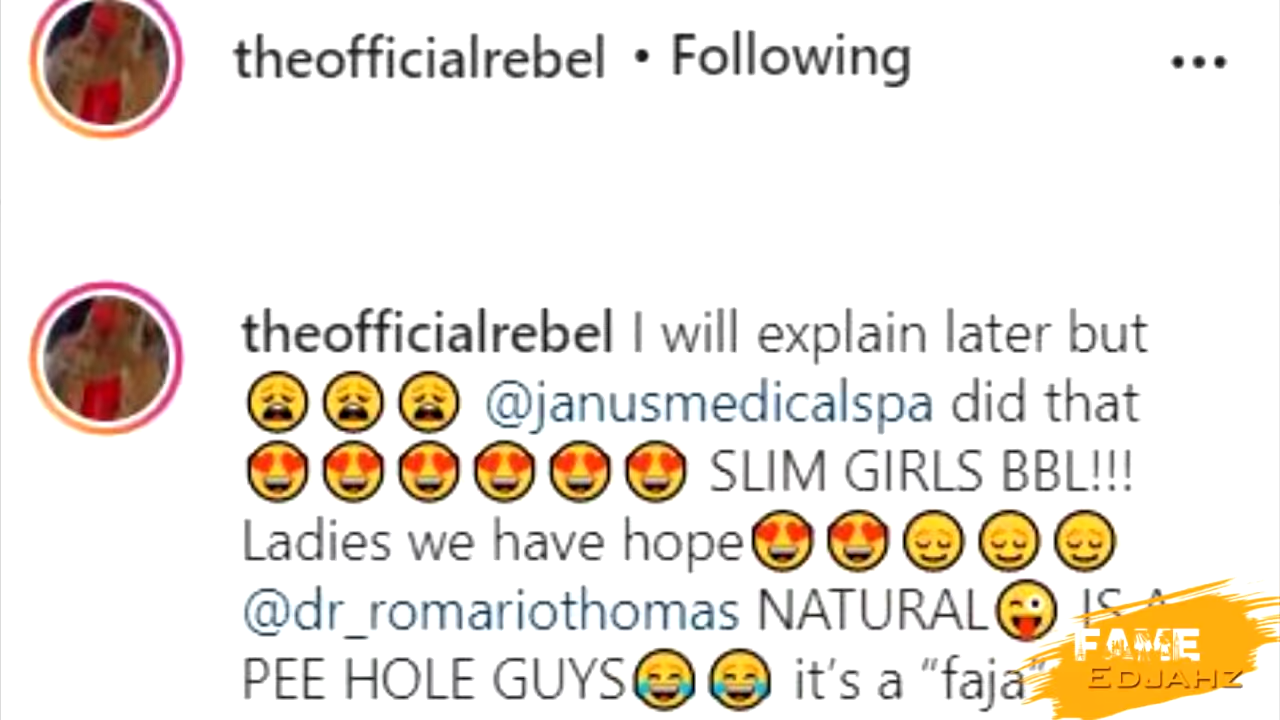 theofficialrebel • Following
theofficialrebel I will explain later but
😩😩😩 @janusmedicalspa did that
😍😍😍😍😍😍 SLIM GIRLS BBL!!!
Ladies we have hope😍😍😌😌😌
@dr_romariothomas NATURAL😜 IS A
PEE HOLE GUYS😂😂 it’s a “faja”
FAME
EDJAHZ